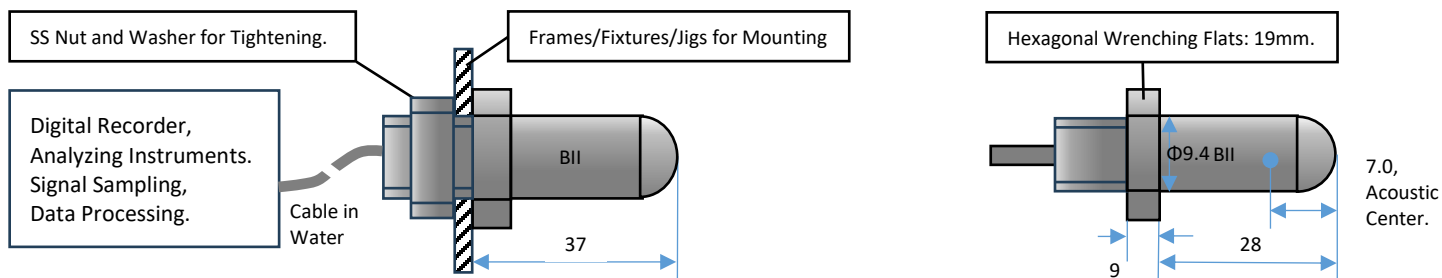 SS Nut and Washer for Tightening.
Frames/Fixtures/Jigs for Mounting
Digital Recorder,
Analyzing Instruments.
Signal Sampling,
Data Processing.
Cable in
Water
BII
37
Hexagonal Wrenching Flats: 19mm.
Φ9.4 BII
7.0,
Acoustic
Center.
28
9